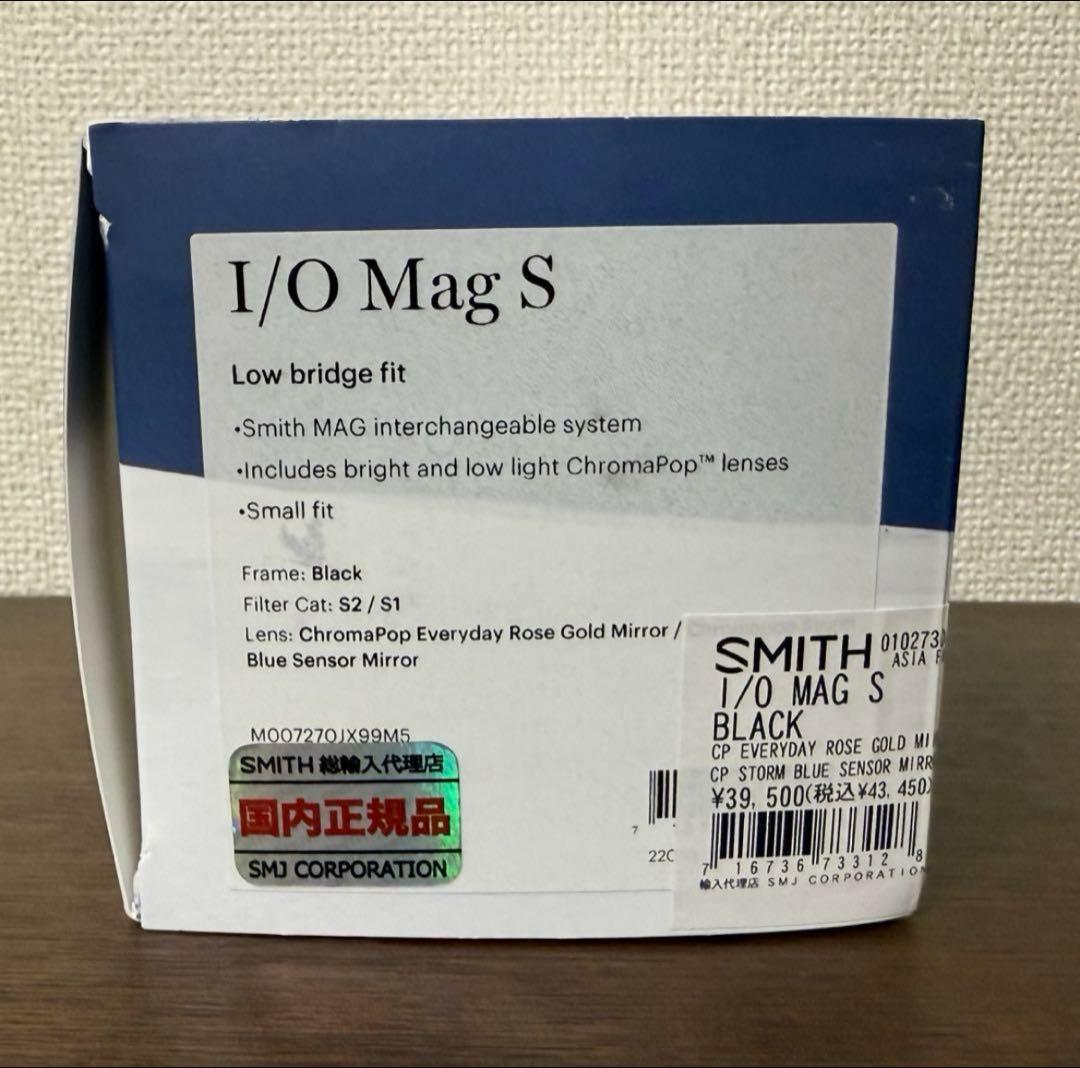 I/O Mag S
Low bridge fit
•Smith MAG interchangeable system
•Includes bright and low light ChromaPop™ lenses
•Small fit
Frame: Black
Filter Cat: S2 / S1
Lens: ChromaPop Everyday Rose Gold Mirror /
Blue Sensor Mirror
M007270JX99M5
SMITH 総輸入代理店
国内正規品
SMJ CORPORATION
7
22C
SMITH 010273
ASIA F
I/O MAG S
BLACK
CP EVERYDAY ROSE GOLD MI
CP STORM BLUE SENSOR MIRR
¥39, 500(税込¥43, 450)
7 16736 73312 8
輸入代理店 SMJ CORPORATION